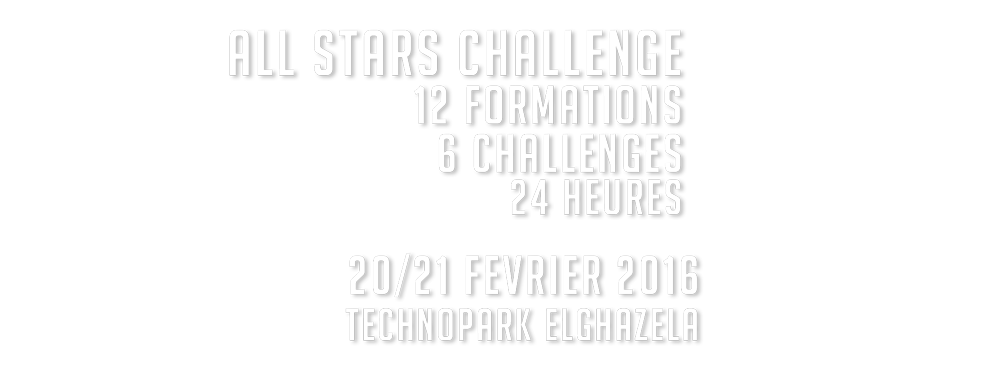 ALL STARS CHALLENGE
12 FORMATIONS
6 CHALLENGES
24 HEURES
20/21 FEVRIER 2016
TECHNOPARK ELGHAZELA